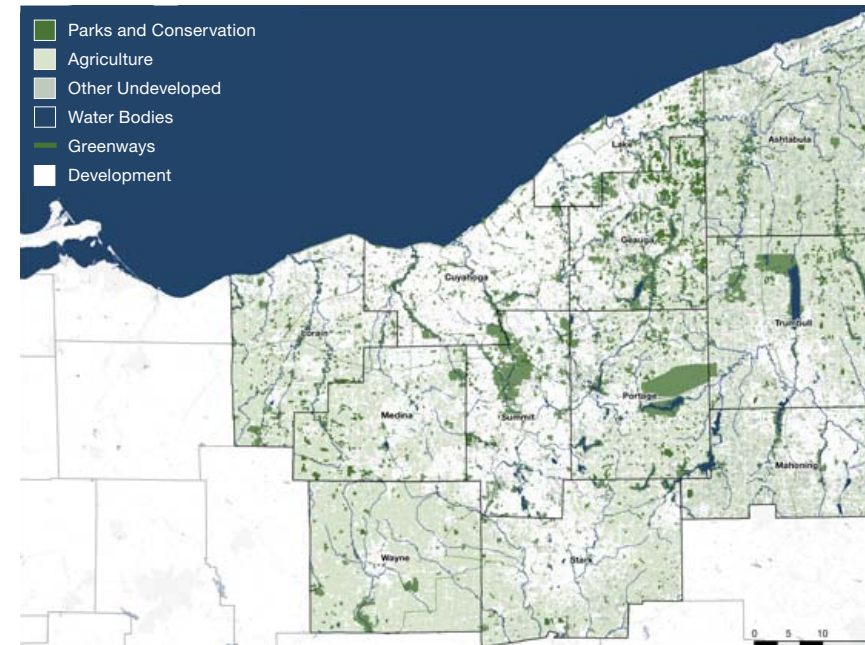 Parks and Conservation
Agriculture
Other Undeveloped
Water Bodies
Greenways
Development
Lake
Ashtabula
Geauga
Cuyahoga
Lorain
Trumbull
Portage
Medina
Summit
Mahoning
Wayne
Stark
0 5 10